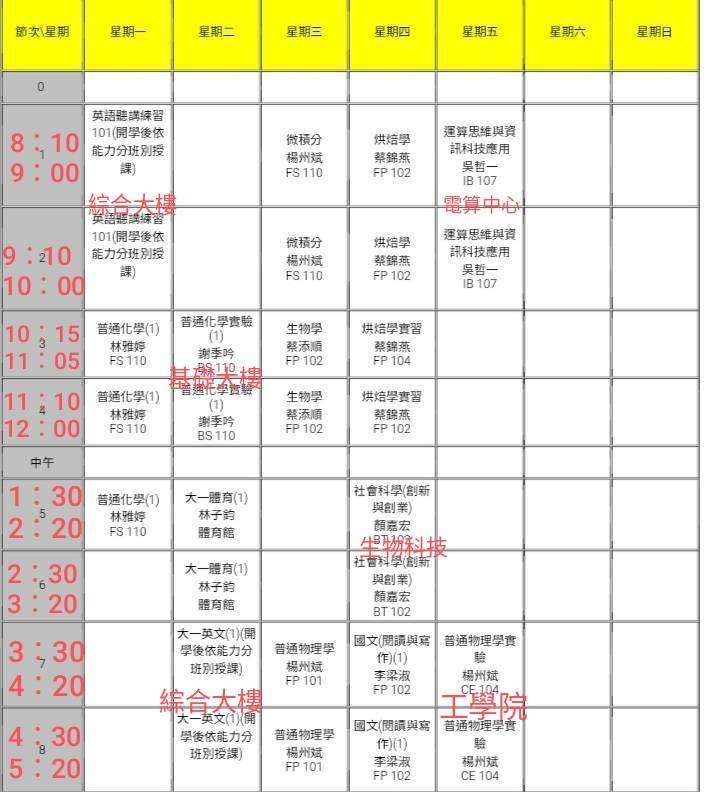 節次\星期 星期一 星期二 星期三 星期四 星期五 星期六 星期日
0
8：10
1
9：00
英語聽講練習
101(開學後依
能力分班別授
課)
微積分
楊州斌
FS 110
烘焙學
蔡錦燕
FP 102
運算思維與資
訊科技應用
吳哲一
IB 107
綜合大樓
電算中心
9：10
2
10：00
英語聽講練習
101(開學後依
能力分班別授
課)
微積分
楊州斌
FS 110
烘焙學
蔡錦燕
FP 102
運算思維與資
訊科技應用
吳哲一
IB 107
10：15
3
11：05
普通化學(1)
林雅婷
FS 110
普通化學實驗
(1)
謝季吟
BS 110
生物學
蔡添順
FP 102
烘焙學實習
蔡錦燕
FP 104
基礎大樓
11：10
4
12：00
普通化學(1)
林雅婷
FS 110
普通化學實驗
(1)
謝季吟
BS 110
生物學
蔡添順
FP 102
烘焙學實習
蔡錦燕
FP 102
中午
1：30
5
2：20
普通化學(1)
林雅婷
FS 110
大一體育(1)
林子鈞
體育館
社會科學(創新
與創業)
顏嘉宏
BT 102
生物科技
2：30
6
3：20
大一體育(1)
林子鈞
體育館
社會科學(創新
與創業)
顏嘉宏
BT 102
3：30
7
4：20
大一英文(1)(開
學後依能力分
班別授課)
普通物理學
楊州斌
FP 101
國文(閱讀與寫
作)(1)
李梁淑
FP 102
普通物理學實
驗
楊州斌
CE 104
綜合大樓
工學院
4：30
8
5：20
大一英文(1)(開
學後依能力分
班別授課)
普通物理學
楊州斌
FP 101
國文(閱讀與寫
作)(1)
李梁淑
FP 102
普通物理學實
驗
楊州斌
CE 104